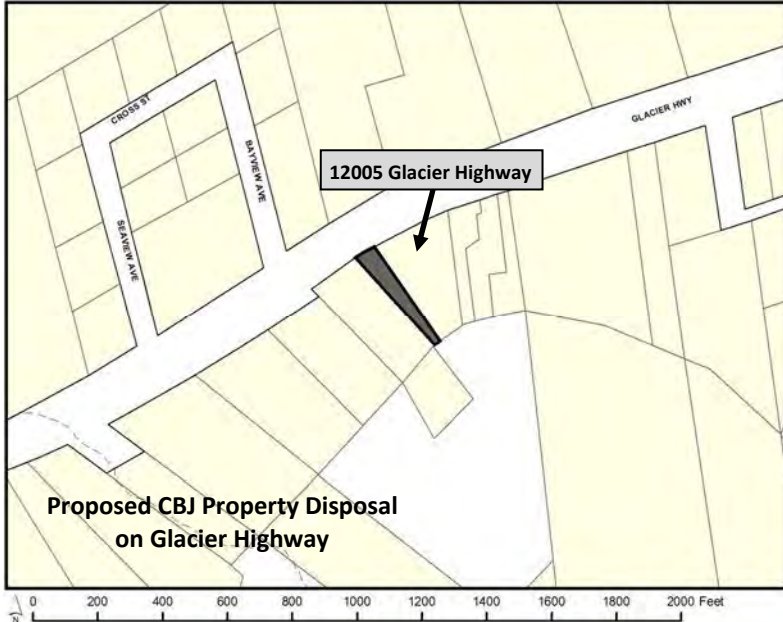 CROSS ST
BAYVIEW AVE
SEAVIEW AVE
GLACIER HWY
12005 Glacier Highway
Proposed CBJ Property Disposal
on Glacier Highway
N
0 200 400 600 800 1000 1200 1400 1600 1800 2000 Feet